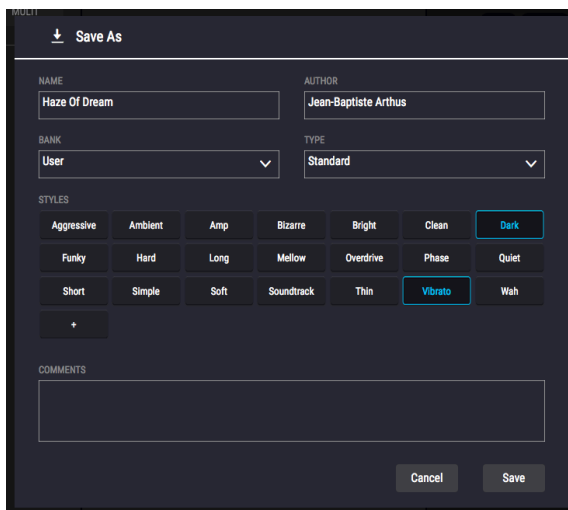 MULTI
Save As
NAME
AUTHOR
Haze Of Dream
Jean-Baptiste Arthus
BANK
TYPE
User
Standard
STYLES
Aggressive Ambient Amp Bizarre Bright Clean Dark
Funky Hard Long Mellow Overdrive Phase Quiet
Short Simple Soft Soundtrack Thin Vibrato Wah
+
COMMENTS
Cancel Save